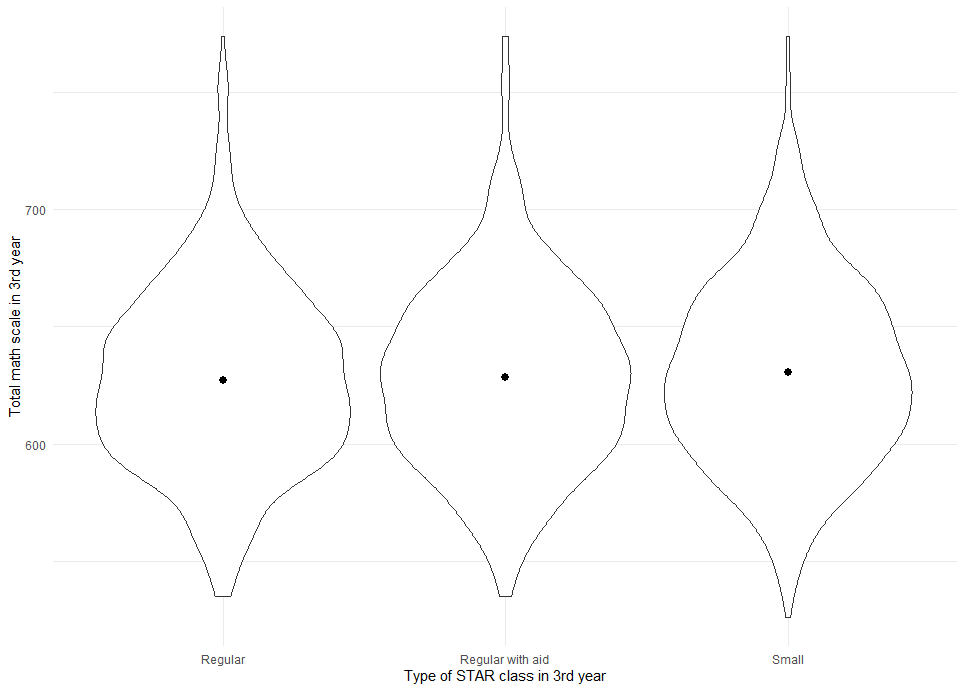 Total math scale in 3rd year
700
600
Regular
Regular with aid
Small
Type of STAR class in 3rd year